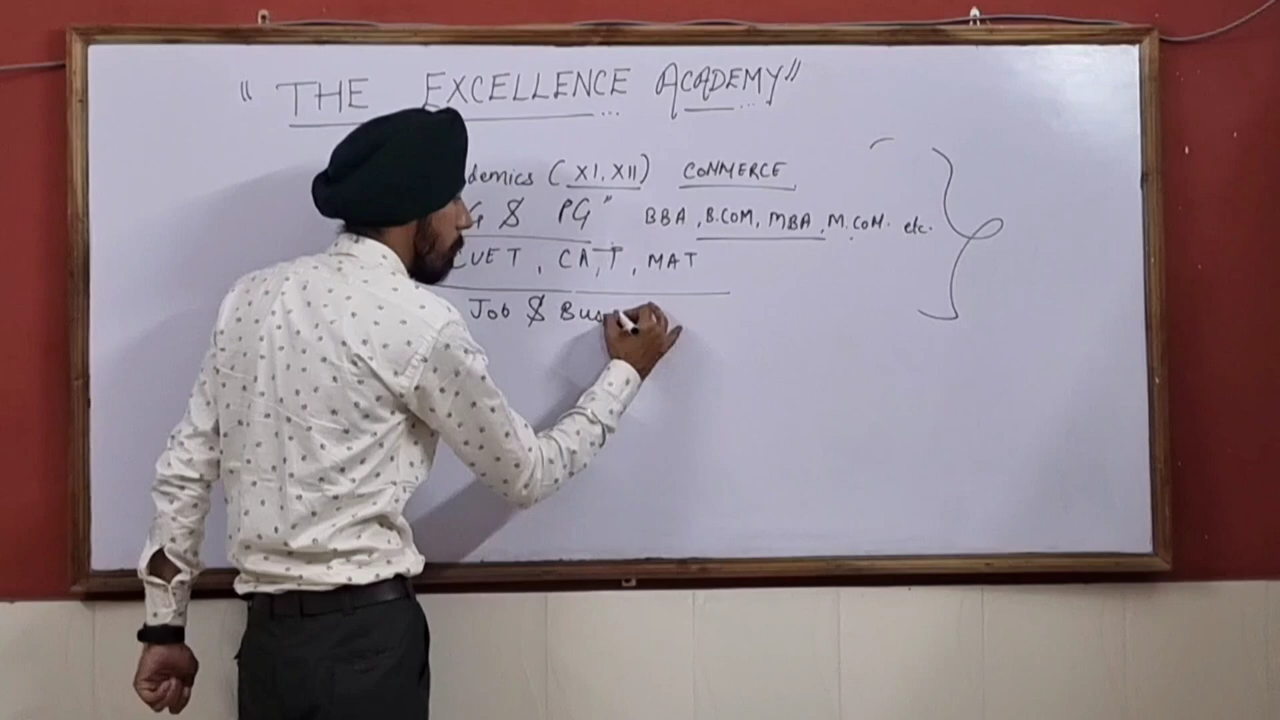 " THE EXCELLENCE ACADEMY"
demics (XI, XII) COMMERCE
G & PG" BBA, B.COM, MBA, M.COM. etc.
CUET, CAT, MAT
Job & Bus